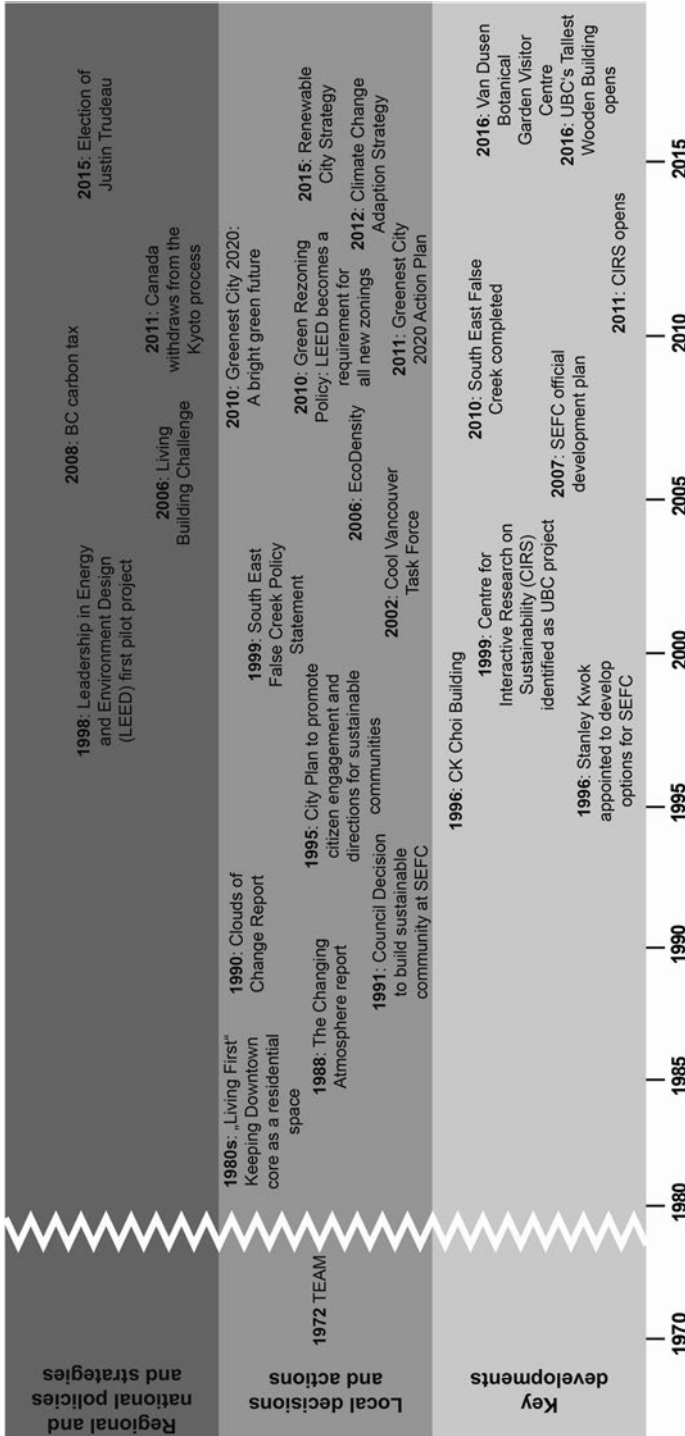 Regional and
national policies
and strategies
1998: Leadership in Energy
and Environment Design
(LEED) first pilot project
2008: BC carbon tax
2006: Living
Building Challenge
2011: Canada
withdraws from the
Kyoto process
2015: Election of
Justin Trudeau
Local decisions
and actions
1972 TEAM
1980s: „Living First“
Keeping Downtown
core as a residential
space
1988: The Changing
Atmosphere report
1990: Clouds of
Change Report
1991: Council Decision
to build sustainable
community at SEFC
1995: City Plan to promote
citizen engagement and
directions for sustainable
communities
1999: South East
False Creek Policy
Statement
2002: Cool Vancouver
Task Force
2006: EcoDensity
2010: Greenest City 2020:
A bright green future
2010: Green Rezoning
Policy: LEED becomes a
requirement for
all new zonings
2011: Greenest City
2020 Action Plan
2015: Renewable
City Strategy
2012: Climate Change
Adaption Strategy
Key
developments
1996: CK Choi Building
1996: Stanley Kwok
appointed to develop
options for SEFC
1999: Centre for
Interactive Research on
Sustainability (CIRS)
identified as UBC project
2007: SEFC official
development plan
2010: South East False
Creek completed
2011: CIRS opens
2016: Van Dusen
Botanical
Garden Visitor
Centre
2016: UBC‘s Tallest
Wooden Building
opens
1970
1980
1985
1990
1995
2000
2005
2010
2015